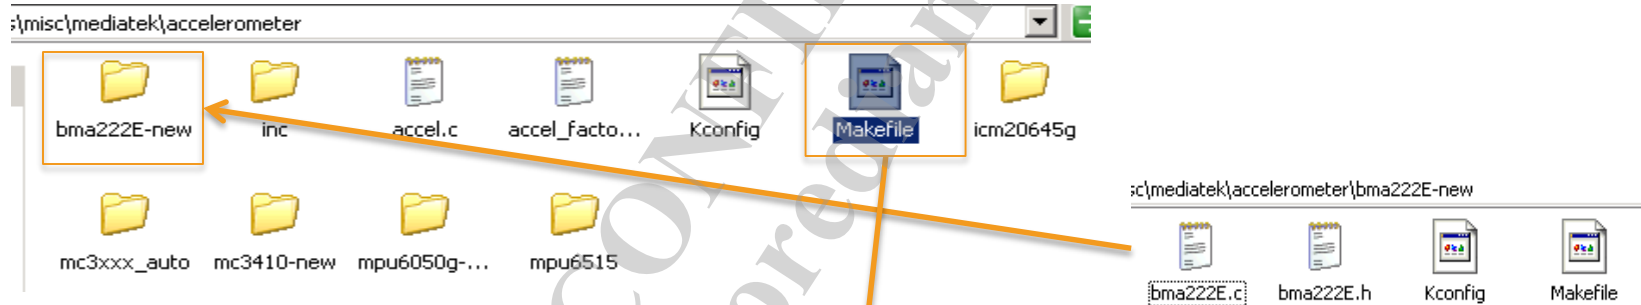 s\misc\mediatek\accelerometer
bma222E-new inc accel.c accel_facto... Kconfig Makefile icm20645g
mc3xxx_auto mc3410-new mpu6050g-... mpu6515
sc\mediatek\accelerometer\bma222E-new
bma222E.c bma222E.h Kconfig Makefile